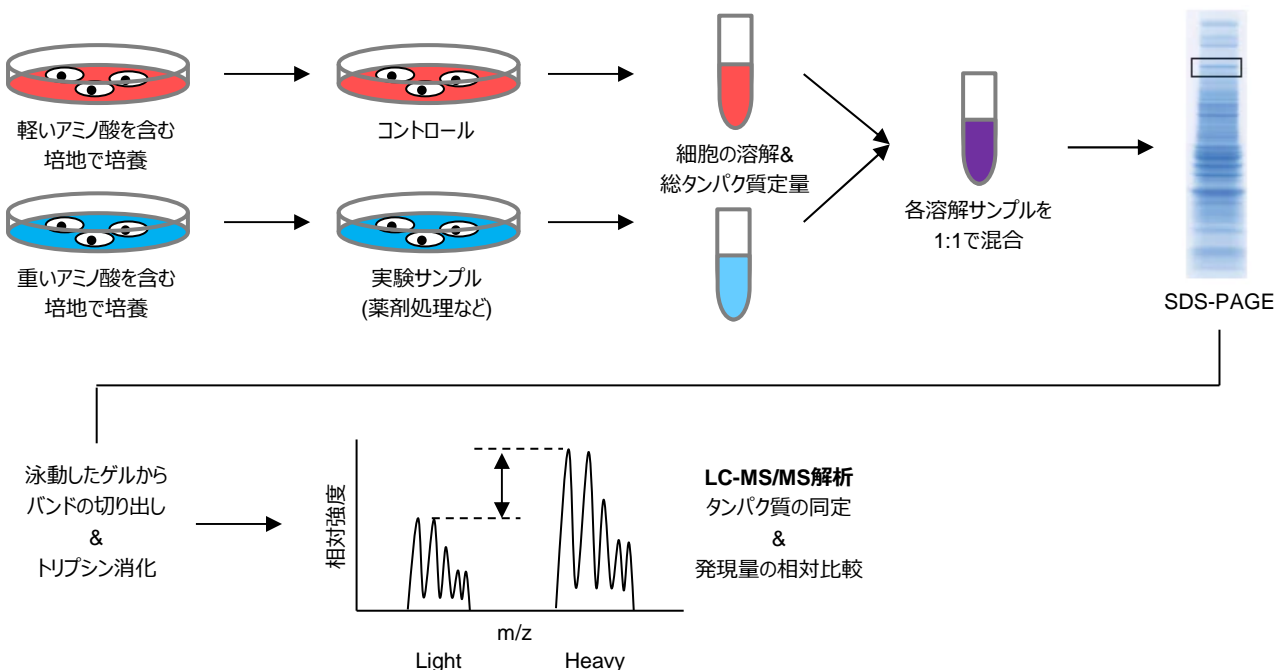 軽いアミノ酸を含む
培地で培養
コントロール
細胞の溶解&
総タンパク質定量
重いアミノ酸を含む
培地で培養
実験サンプル
(薬剤処理など)
各溶解サンプルを
1:1で混合
SDS-PAGE
泳動したゲルから
バンドの切り出し
&
トリプシン消化
相対強度
m/z
Light
Heavy
LC-MS/MS解析
タンパク質の同定
&
発現量の相対比較